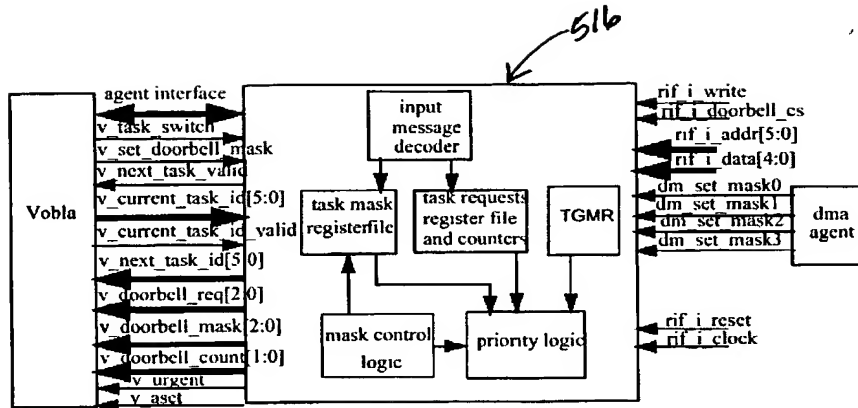 516
agent interface
v_task_switch
v_set_doorbell_mask
v_next_task_valid
v_current_task_id[5:0]
v_current_task_id_valid
v_next_task_id[5:0]
v_doorbell_req[2:0]
v_doorbell_mask[2:0]
v_doorbell_count[1:0]
v_urgent
v_aset
Vobla
input
message
decoder
task mask
registerfile
task requests
register file
and counters
TGMR
mask control
logic
priority logic
rif_i_write
rif_i_doorbell_cs
rif_i_addr[5:0]
rif_i_data[4:0]
dm_set_mask0
dm_set_mask1
dm_set_mask2
dm_set_mask3
dma
agent
rif_i_reset
rif_i_clock